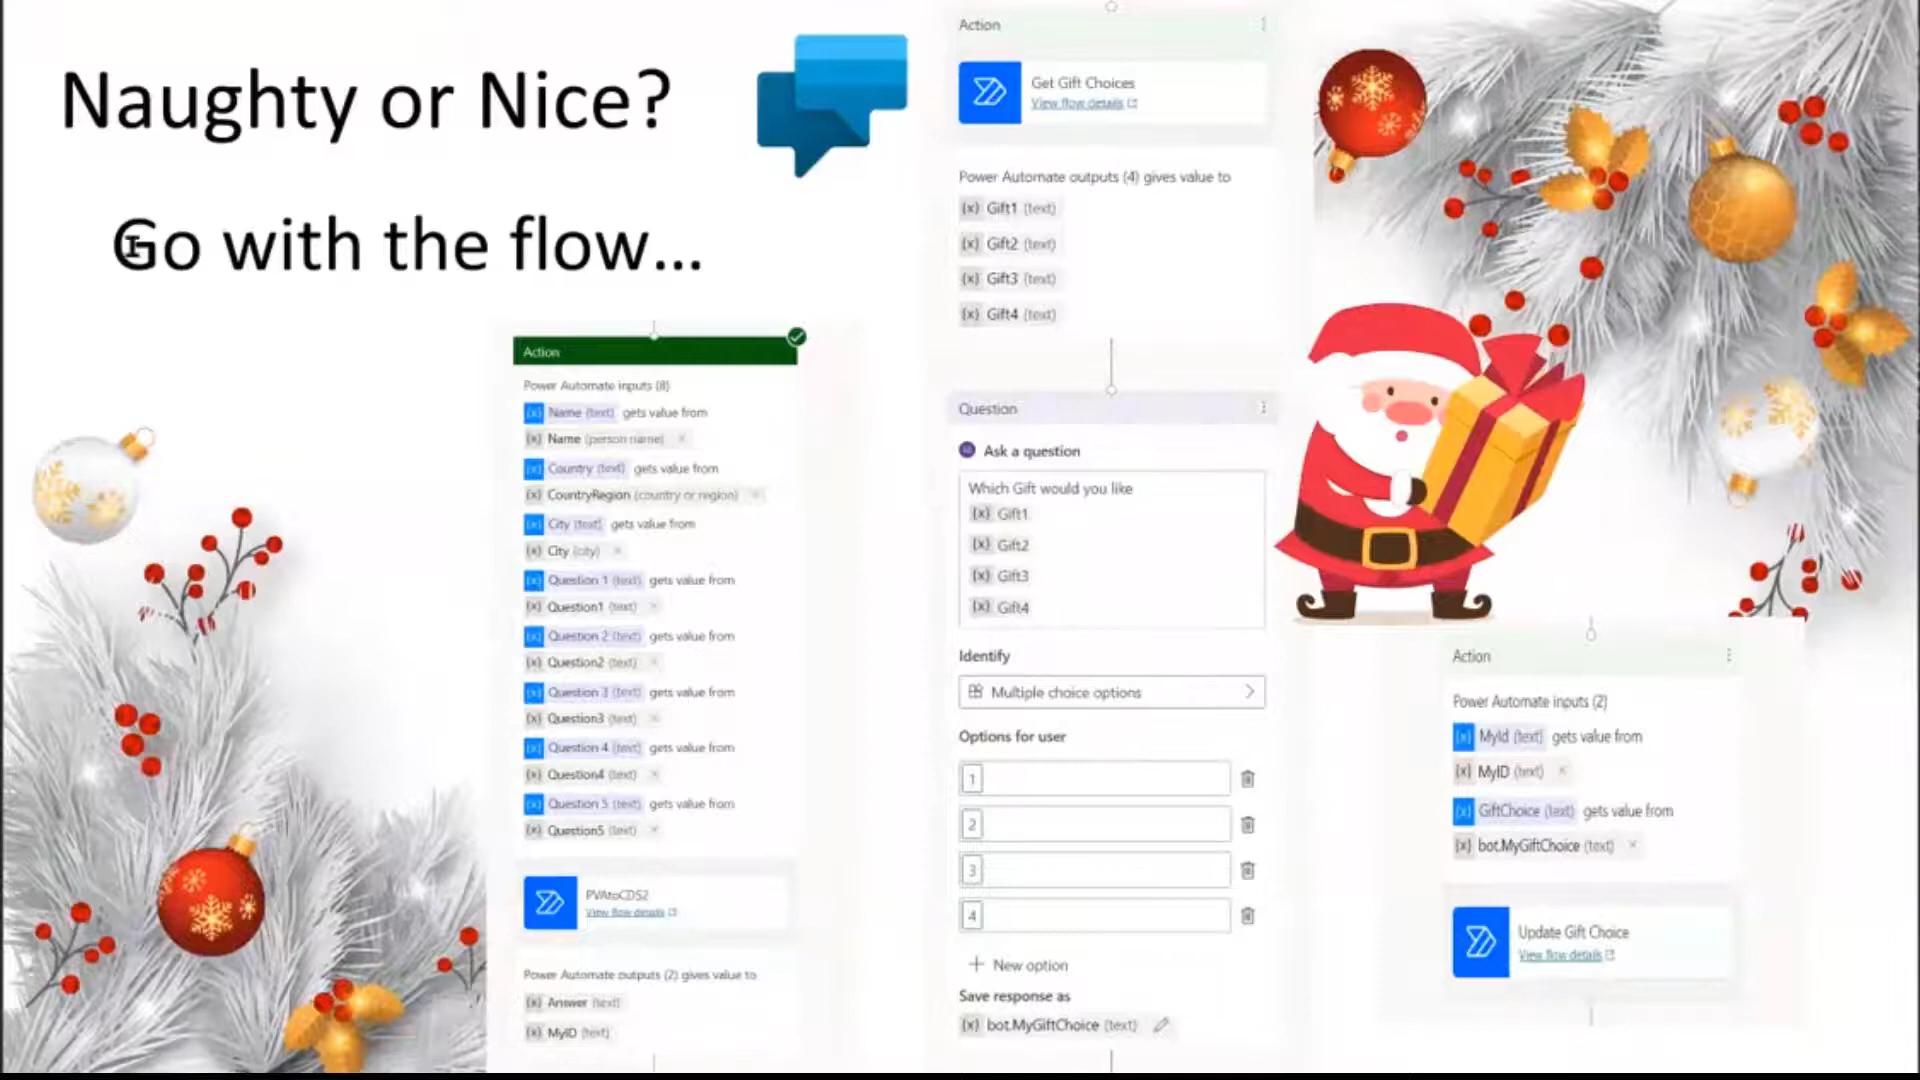 Naughty or Nice?
Go with the flow...
Action
Power Automate inputs (8)
{x} Name (text) gets value from
{x} Name (person name) ×
{x} Country (text) gets value from
{x} CountryRegion (country or region) ×
{x} City (text) gets value from
{x} City (city) ×
{x} Question 1 (text) gets value from
{x} Question1 (text) ×
{x} Question 2 (text) gets value from
{x} Question2 (text) ×
{x} Question 3 (text) gets value from
{x} Question3 (text) ×
{x} Question 4 (text) gets value from
{x} Question4 (text) ×
{x} Question 5 (text) gets value from
{x} Question5 (text) ×
PVAtoCDS2
View flow details
Power Automate outputs (2) gives value to
{x} Answer (text)
{x} MyID (text)
Action
Get Gift Choices
View flow details
Power Automate outputs (4) gives value to
{x} Gift1 (text)
{x} Gift2 (text)
{x} Gift3 (text)
{x} Gift4 (text)
Question
Ask a question
Which Gift would you like
{x} Gift1
{x} Gift2
{x} Gift3
{x} Gift4
Identify
Multiple choice options
Options for user
1
2
3
4
+ New option
Save response as
{x} bot.MyGiftChoice (text)
Action
Power Automate inputs (2)
{x} MyId (text) gets value from
{x} MyID (text) ×
{x} GiftChoice (text) gets value from
{x} bot.MyGiftChoice (text) ×
Update Gift Choice
View flow details